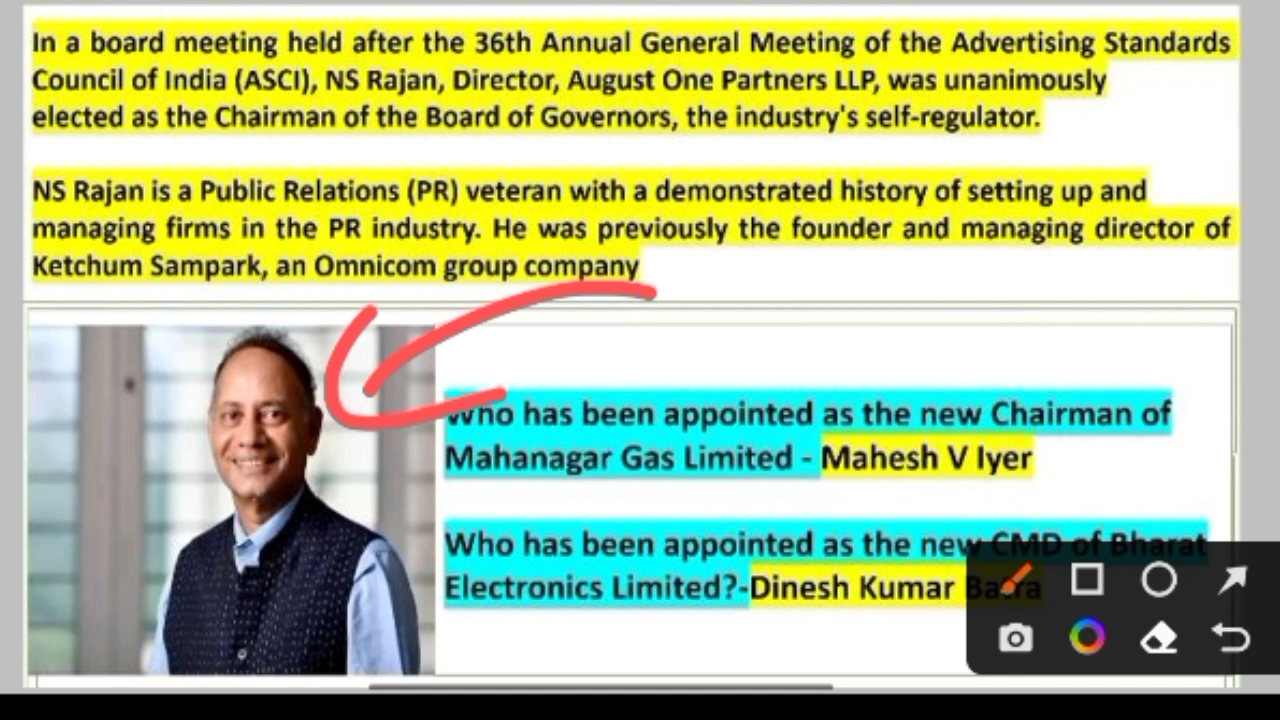 In a board meeting held after the 36th Annual General Meeting of the Advertising Standards
Council of India (ASCI), NS Rajan, Director, August One Partners LLP, was unanimously
elected as the Chairman of the Board of Governors, the industry's self-regulator.
NS Rajan is a Public Relations (PR) veteran with a demonstrated history of setting up and
managing firms in the PR industry. He was previously the founder and managing director of
Ketchum Sampark, an Omnicom group company
Who has been appointed as the new Chairman of
Mahanagar Gas Limited - Mahesh V Iyer
Who has been appointed as the new CMD of Bharat
Electronics Limited?-Dinesh Kumar Batra